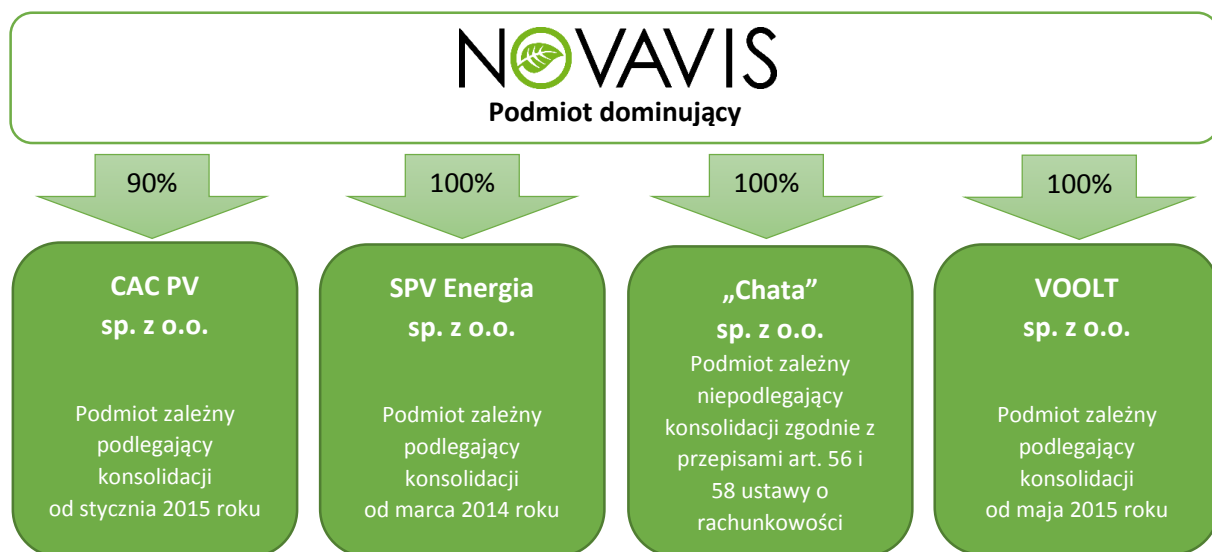 NOVAVIS
Podmiot dominujący
90%
100%
100%
100%
CAC PV
sp. z o.o.
Podmiot zależny
podlegający
konsolidacji
od stycznia 2015 roku
SPV Energia
sp. z o.o.
Podmiot zależny
podlegający
konsolidacji
od marca 2014 roku
„Chata”
sp. z o.o.
Podmiot zależny
niepodlegający
konsolidacji zgodnie z
przepisami art. 56 i
58 ustawy o
rachunkowości
VOOLT
sp. z o.o.
Podmiot zależny
podlegający
konsolidacji
od maja 2015 roku